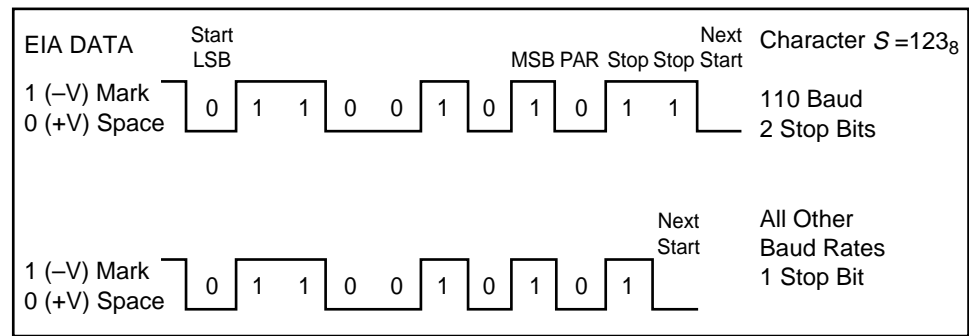 EIA DATA
Start
LSB
MSB PAR Stop Stop
Next
Start
Character S =123₈
1 (–V) Mark
0 (+V) Space
0 1 1 0 0 1 0 1 0 1 1
110 Baud
2 Stop Bits
Next
Start
All Other
Baud Rates
1 Stop Bit
1 (–V) Mark
0 (+V) Space
0 1 1 0 0 1 0 1 0 1